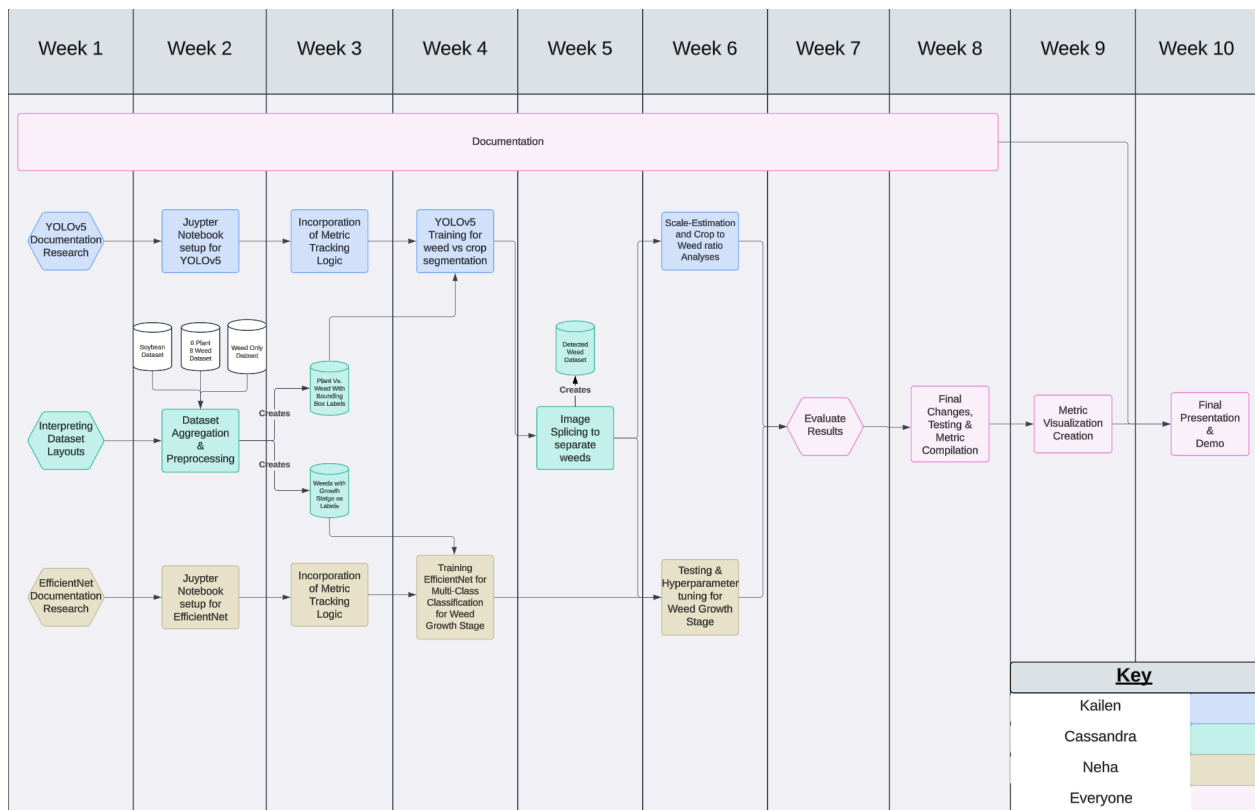 Week 1
Week 2
Week 3
Week 4
Week 5
Week 6
Week 7
Week 8
Week 9
Week 10
Documentation
YOLOv5
Documentation
Research
Juypter
Notebook
setup for
YOLOv5
Incorporation
of Metric
Tracking
Logic
YOLOv5
Training for
weed vs crop
segmentation
Scale-Estimation
and Crop to
Weed ratio
Analyses
Soybean
Dataset
6 Plant
8 Weed
Dataset
Weed Only
Dataset
Interpreting
Dataset
Layouts
Dataset
Aggregation
&
Preprocessing
Creates
Creates
Plant Vs.
Weed With
Bounding
Box Labels
Weeds with
Growth
Statge as
Labels
Detected
Weed
Dataset
Creates
Image
Splicing to
separate
weeds
Evaluate
Results
Final
Changes,
Testing &
Metric
Compilation
Metric
Visualization
Creation
Final
Presentation
&
Demo
EfficientNet
Documentation
Research
Juypter
Notebook
setup for
EfficientNet
Incorporation
of Metric
Tracking
Logic
Training
EfficientNet for
Multi-Class
Classification
for Weed
Growth Stage
Testing &
Hyperparameter
tuning for
Weed Growth
Stage
Key
Kailen
Cassandra
Neha
Everyone